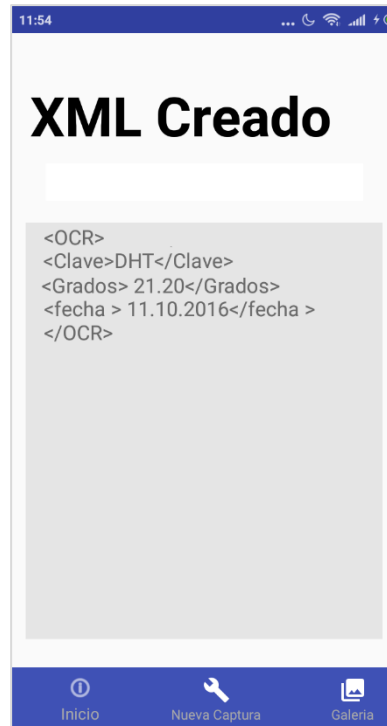 11:54 ...
XML Creado
<OCR>
<Clave>DHT</Clave>
<Grados> 21.20</Grados>
<fecha > 11.10.2016</fecha >
</OCR>
Inicio Nueva Captura Galeria